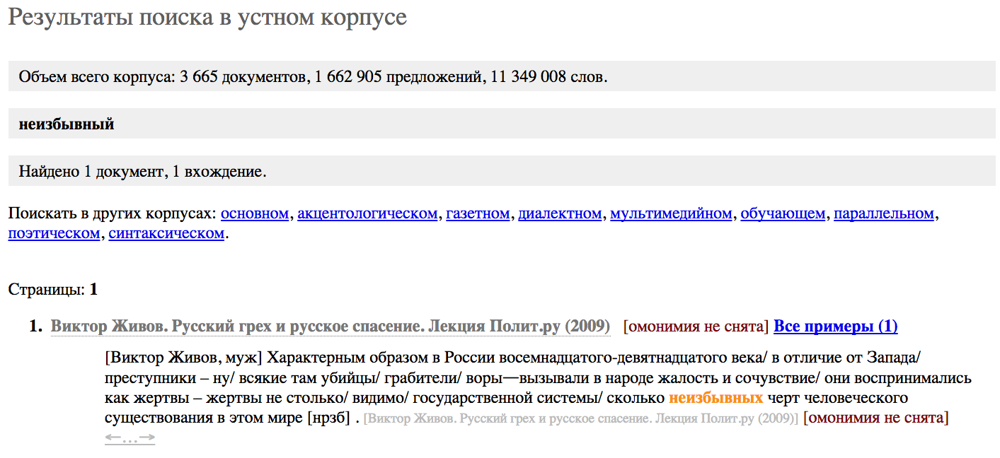 Результаты поиска в устном корпусе
Объем всего корпуса: 3 665 документов, 1 662 905 предложений, 11 349 008 слов.
неизбывный
Найдено 1 документ, 1 вхождение.
Поискать в других корпусах: основном, акцентологическом, газетном, диалектном, мультимедийном, обучающем, параллельном,
поэтическом, синтаксическом.
Страницы: 1
1. Виктор Живов. Русский грех и русское спасение. Лекция Полит.ру (2009) [омонимия не снята] Все примеры (1)
[Виктор Живов, муж] Характерным образом в России восемнадцатого-девятнадцатого века/ в отличие от Запада/
преступники – ну/ всякие там убийцы/ грабители/ воры―вызывали в народе жалость и сочувствие/ они воспринимались
как жертвы – жертвы не столько/ видимо/ государственной системы/ сколько неизбывных черт человеческого
существования в этом мире [нрзб] . [Виктор Живов. Русский грех и русское спасение. Лекция Полит.ру (2009)] [омонимия не снята]
←…→